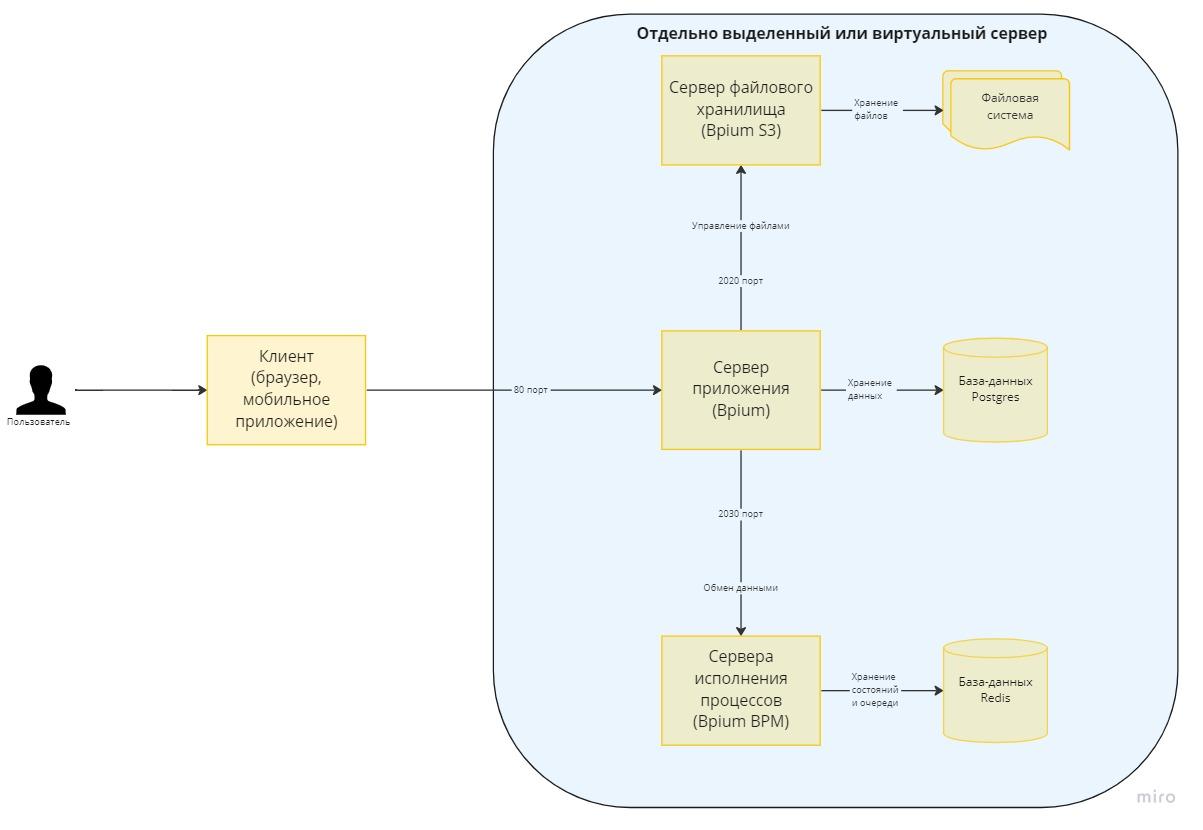 Отдельно выделенный или виртуальный сервер
Сервер файлового
хранилища
(Bpium S3)
Хранение
файлов
Файловая
система
Управление файлами
2020 порт
Пользователь
Клиент
(браузер,
мобильное
приложение)
80 порт
Сервер
приложения
(Bpium)
Хранение
данных
База-данных
Postgres
2030 порт
Обмен данными
Сервера
исполнения
процессов
(Bpium BPM)
Хранение
состояний
и очереди
База-данных
Redis
miro